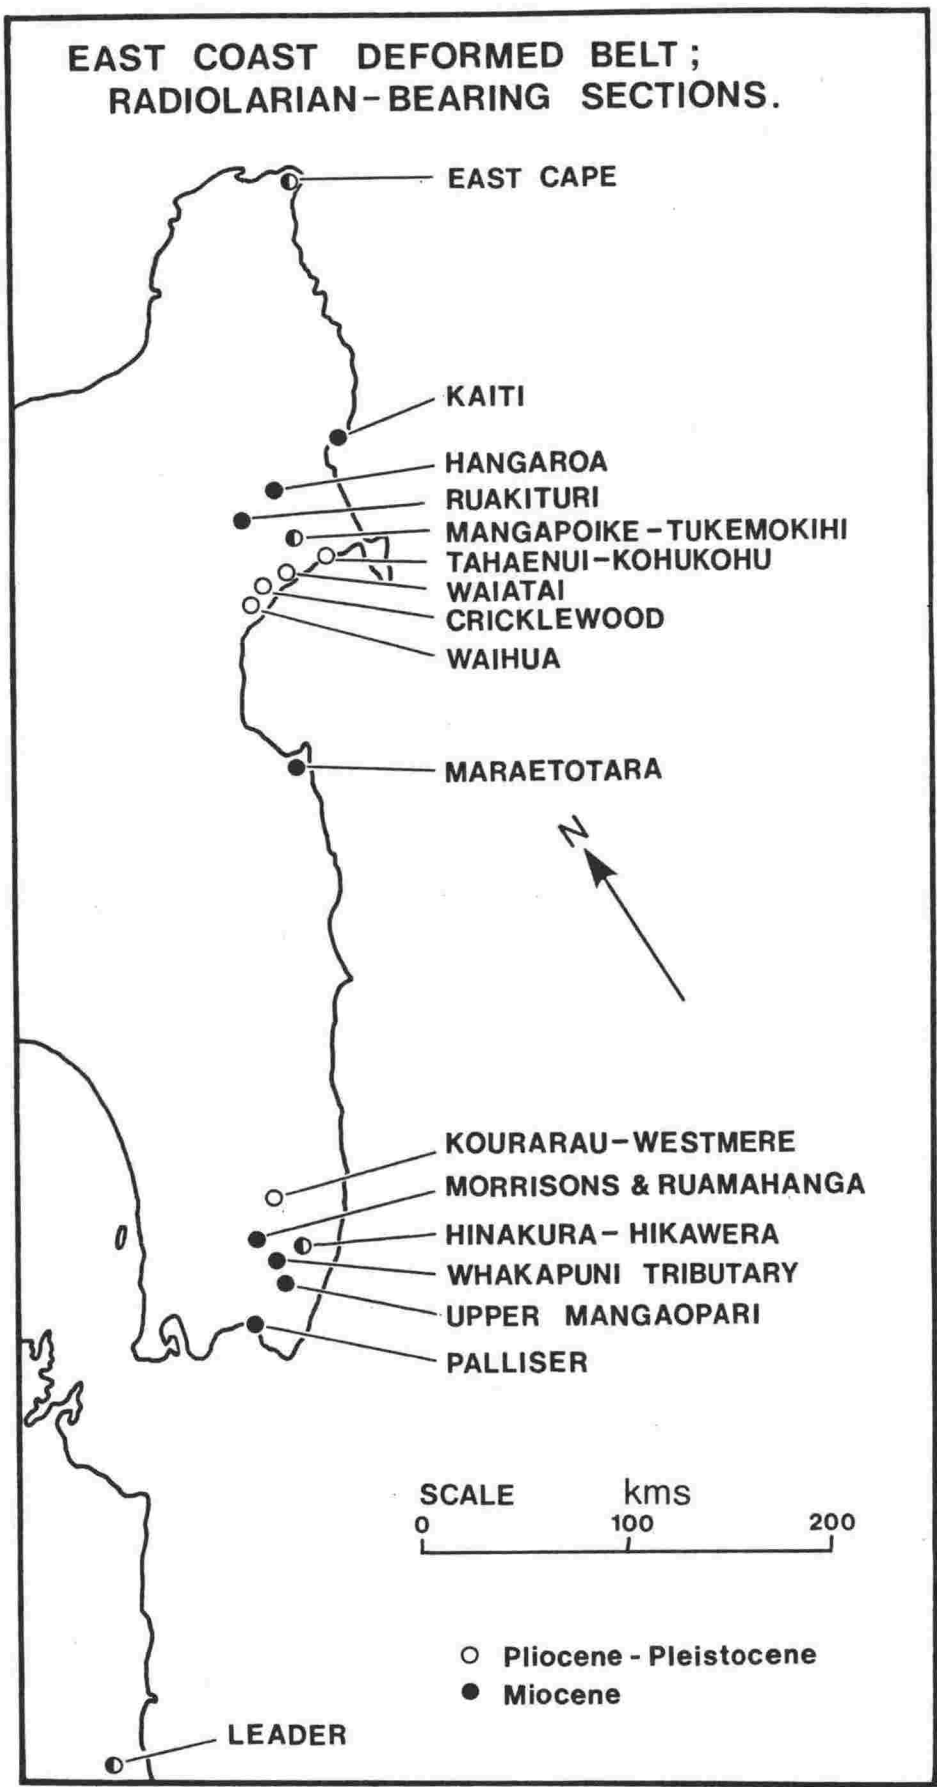 EAST COAST DEFORMED BELT;
RADIOLARIAN-BEARING SECTIONS.
EAST CAPE
KAITI
HANGAROA
RUAKITURI
MANGAPOIKE-TUKEMOKIHI
TAHAENUI-KOHUKOHU
WAIATAI
CRICKLEWOOD
WAIHUA
MARAETOTARA
N
KOURARAU-WESTMERE
MORRISONS & RUAMAHANGA
HINAKURA-HIKAWERA
WHAKAPUNI TRIBUTARY
UPPER MANGAOPARI
PALLISER
SCALE kms
0 100 200
Pliocene - Pleistocene
Miocene
LEADER